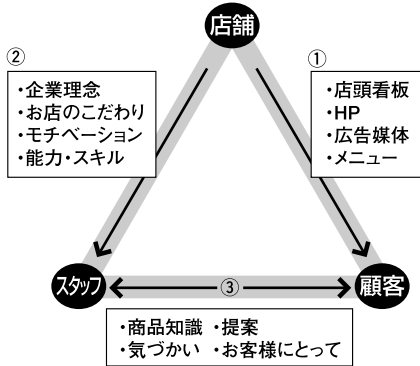 店舗
②
・企業理念
・お店のこだわり
・モチベーション
・能力・スキル
①
・店頭看板
・HP
・広告媒体
・メニュー
スタッフ
③
顧客
・商品知識 ・提案
・気づかい ・お客様にとって